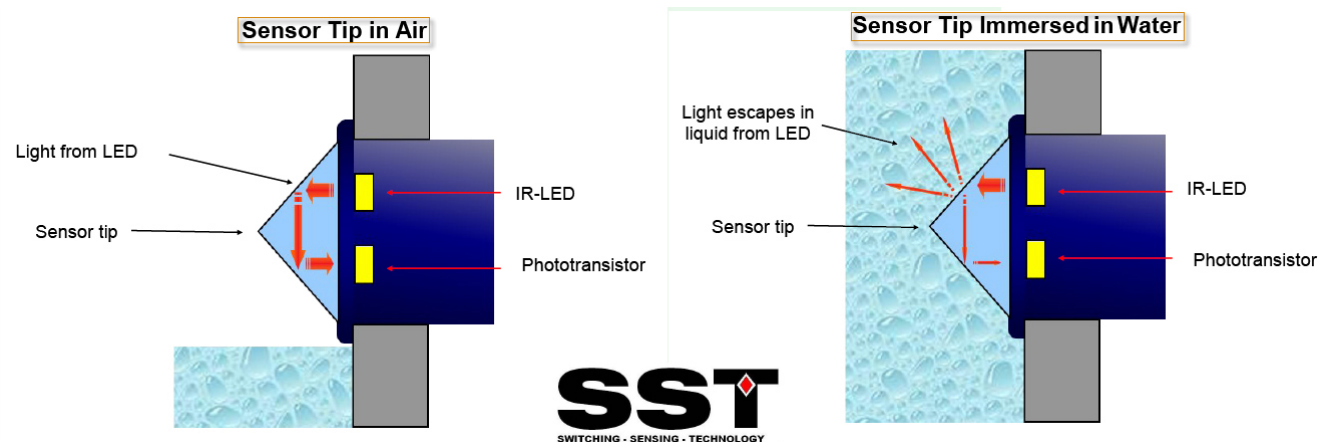 Sensor Tip in Air
Light from LED
Sensor tip
IR-LED
Phototransistor
Sensor Tip Immersed in Water
Light escapes in
liquid from LED
Sensor tip
IR-LED
Phototransistor
SST
SWITCHING - SENSING - TECHNOLOGY